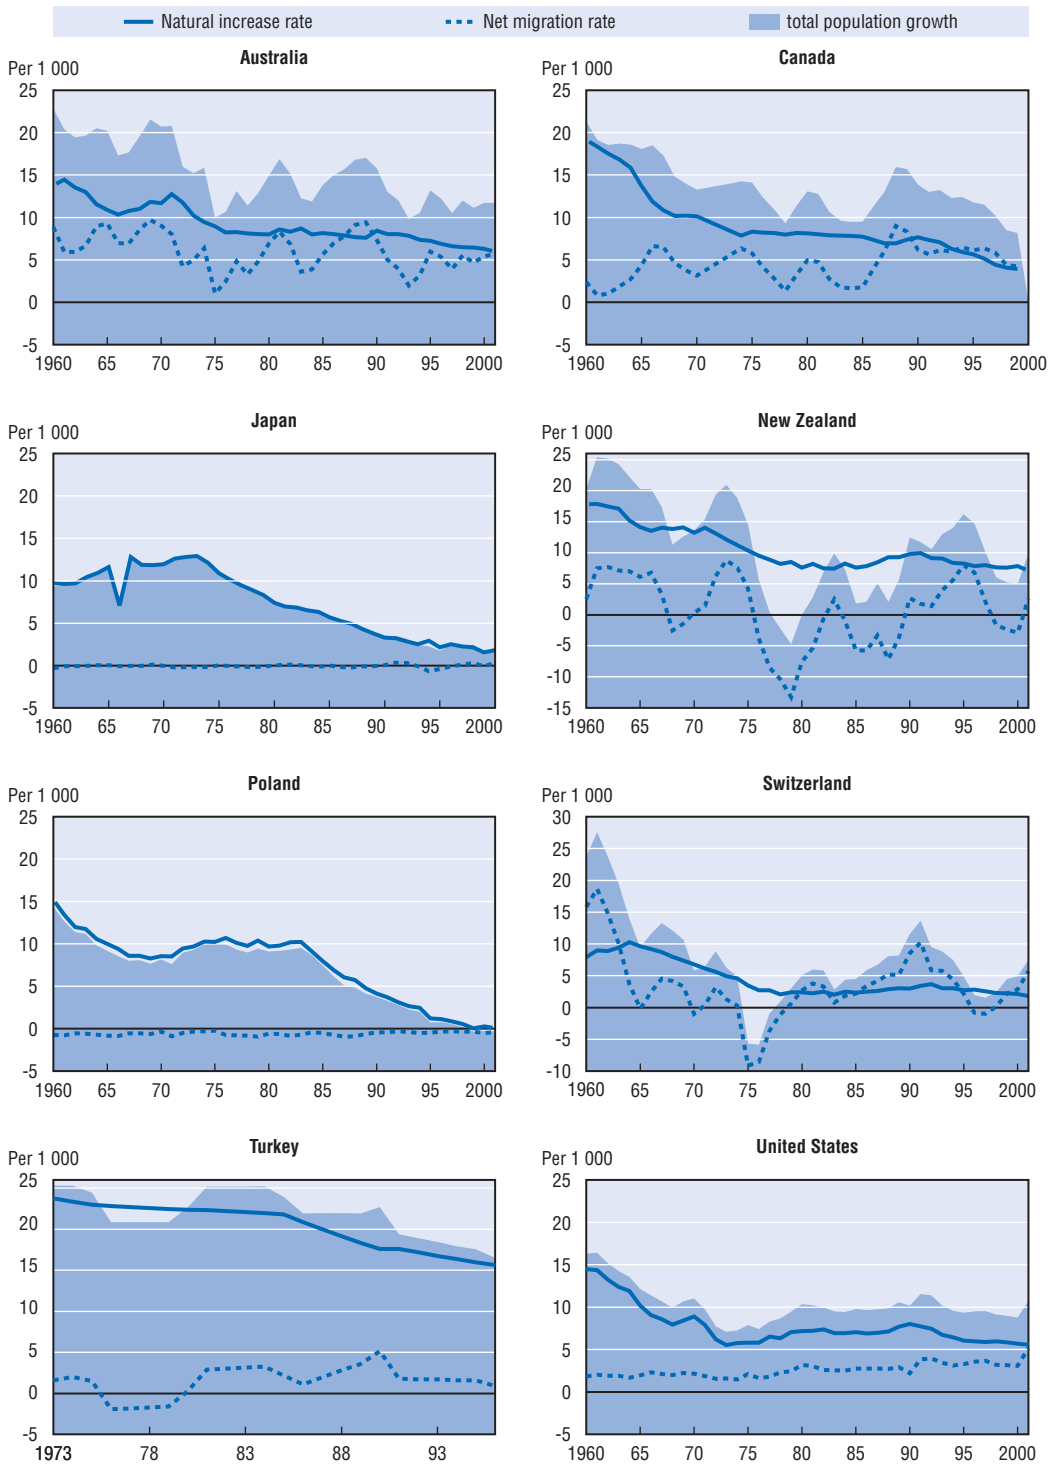 Natural increase rate Net migration rate total population growth
Australia Canada
Per 1 000 Per 1 000
25 25
20 20
15 15
10 10
5 5
0 0
-5 -5
1960 65 70 75 80 85 90 95 2000 1960 65 70 75 80 85 90 95 2000
Japan New Zealand
Per 1 000 Per 1 000
25 25
20 20
15 15
10 10
5 5
0 0
-5 -5
-10
-15
1960 65 70 75 80 85 90 95 2000 1960 65 70 75 80 85 90 95 2000
Poland Switzerland
Per 1 000 Per 1 000
25 30
20 25
15 20
10 15
5 10
0 5
-5 0
-5
-10
1960 65 70 75 80 85 90 95 2000 1960 65 70 75 80 85 90 95 2000
Turkey United States
Per 1 000 Per 1 000
25 25
20 20
15 15
10 10
5 5
0 0
-5 -5
1973 78 83 88 93 1960 65 70 75 80 85 90 95 2000